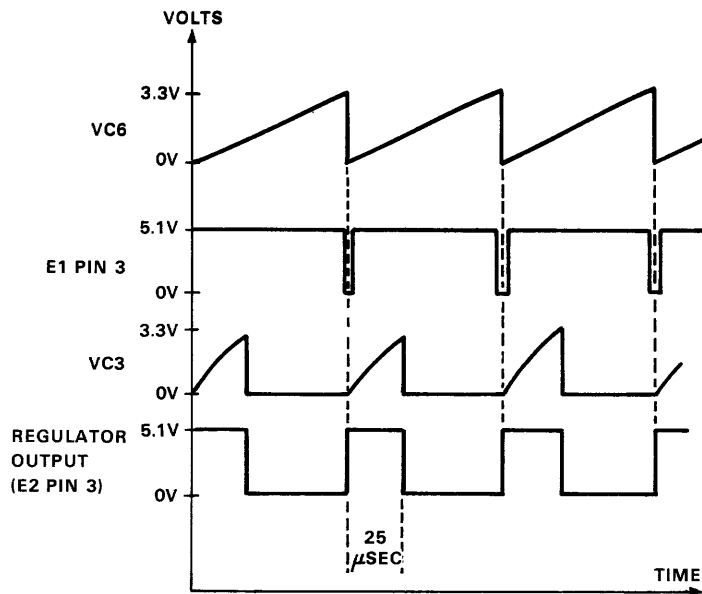 VOLTS
3.3V
VC6
0V
5.1V
E1 PIN 3
0V
3.3V
VC3
0V
REGULATOR
OUTPUT
(E2 PIN 3)
5.1V
0V
25
μSEC
TIME